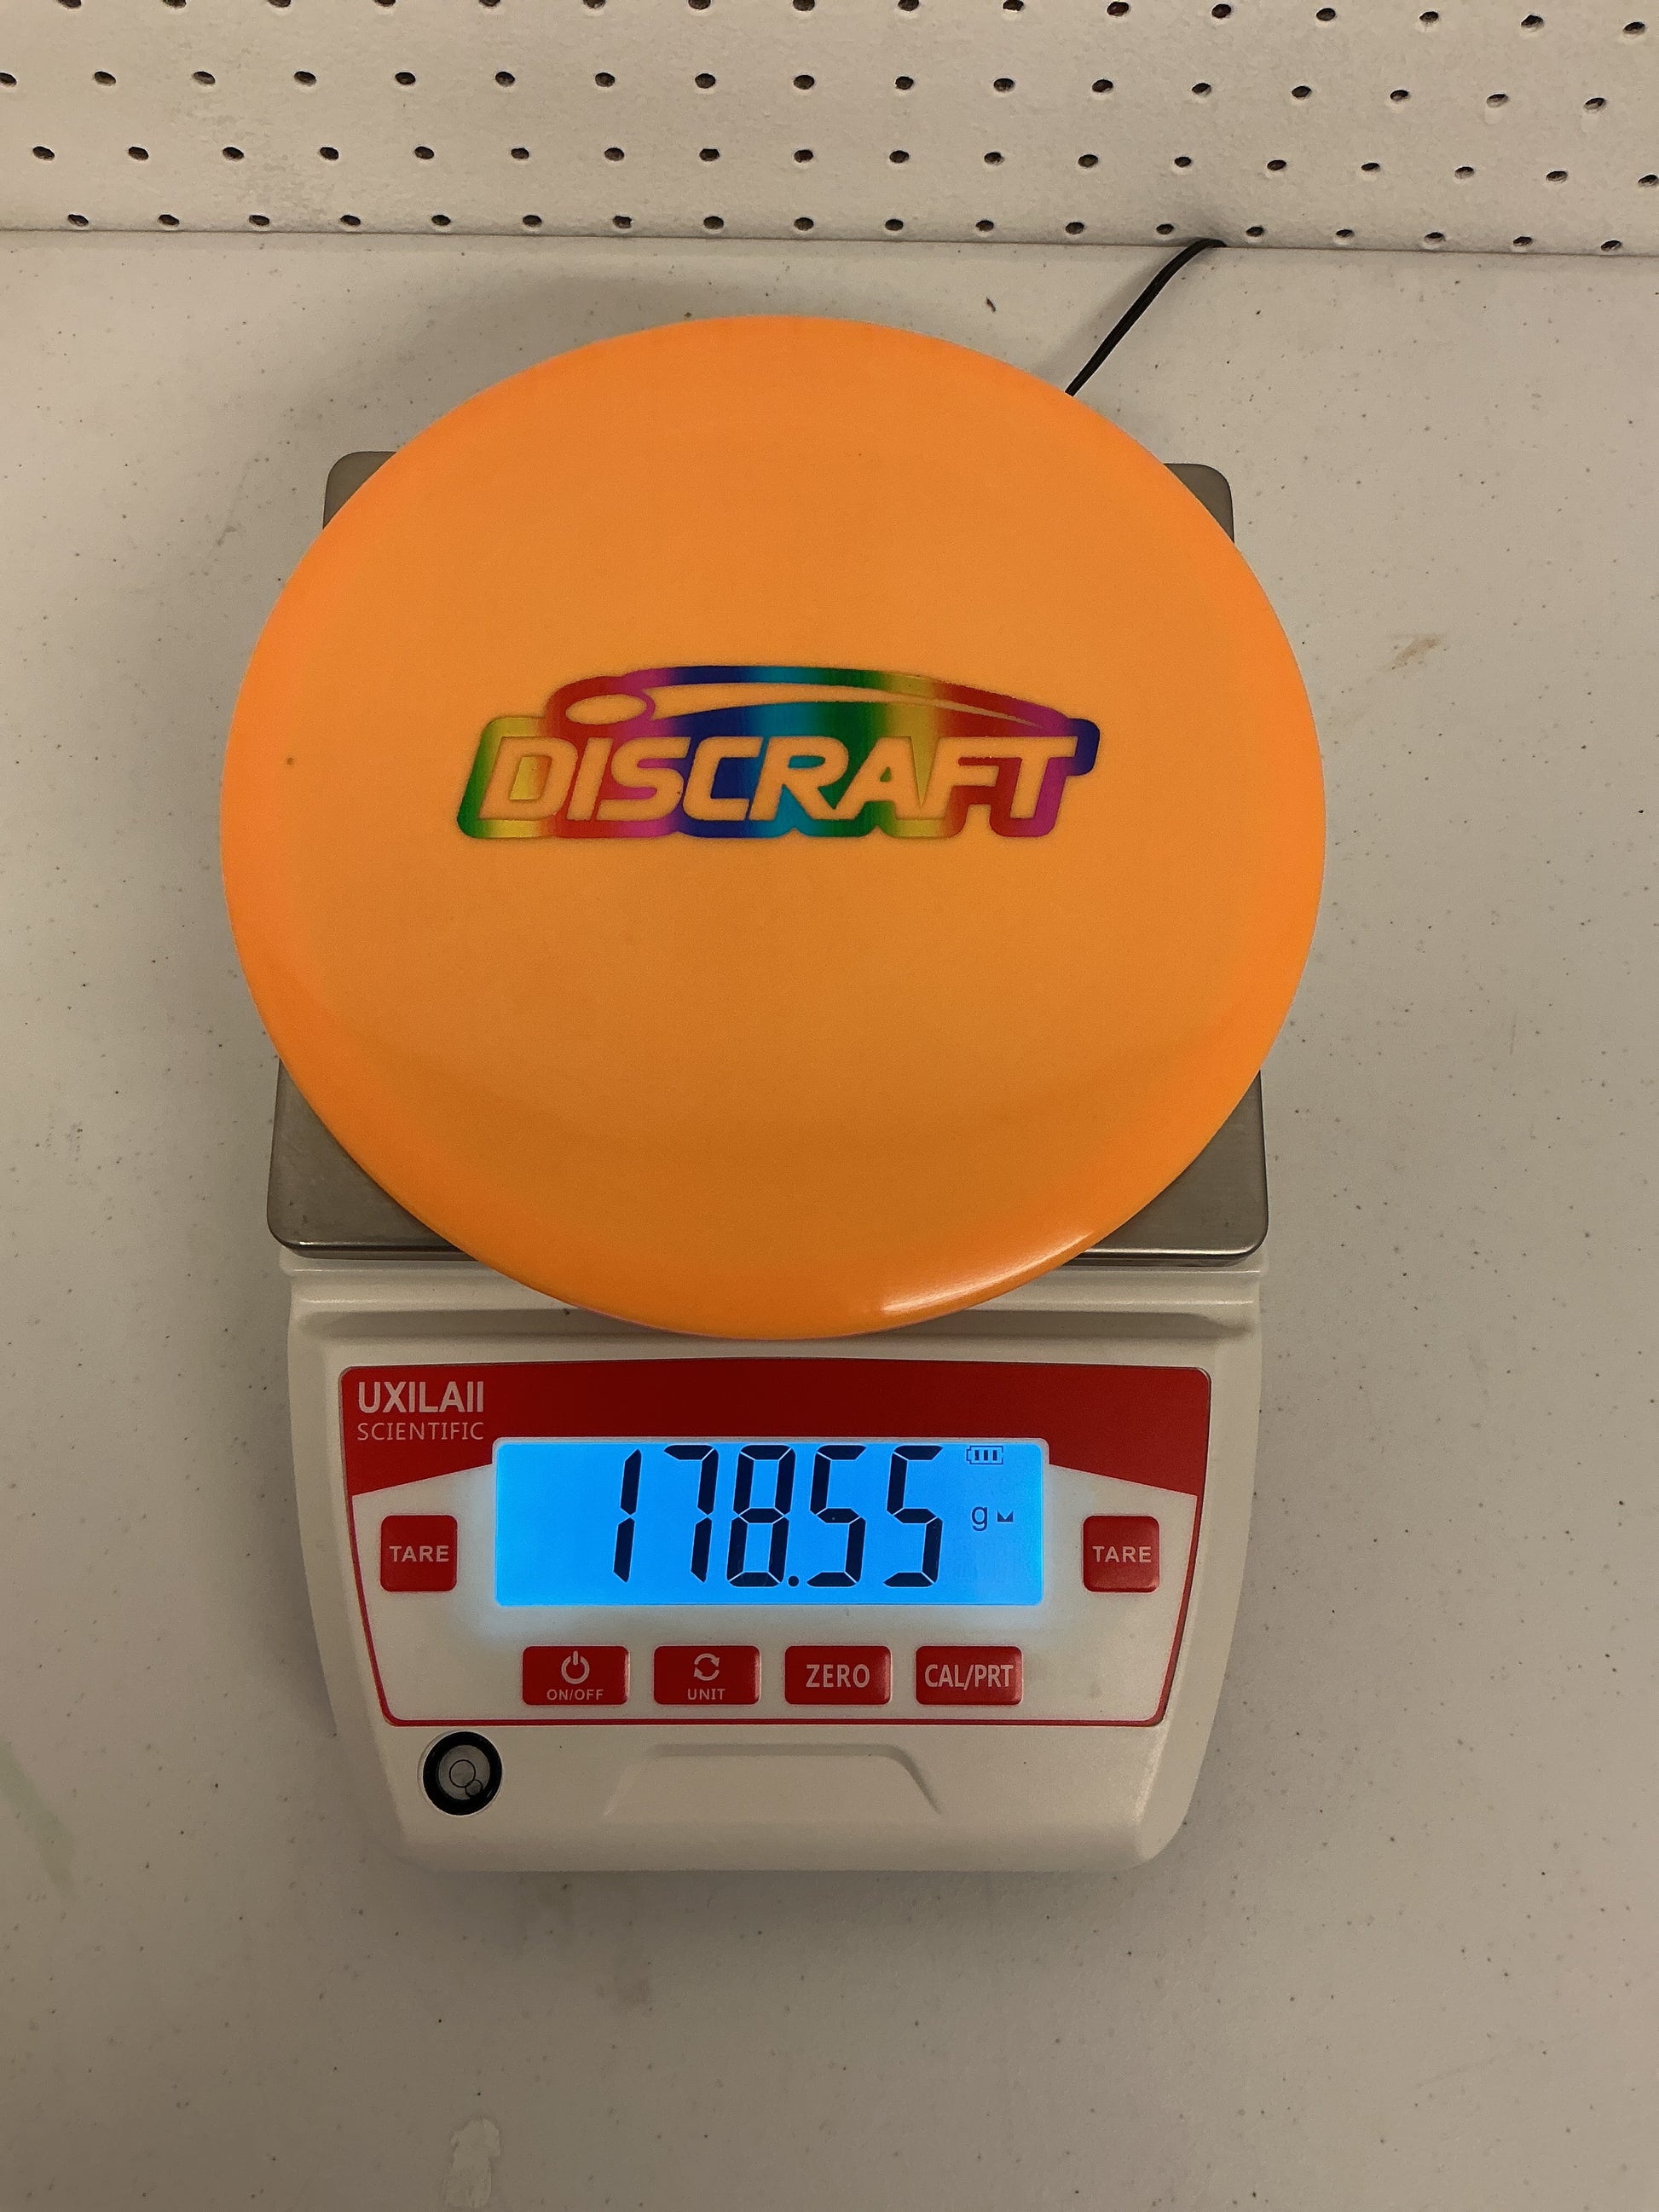 DISCRAFT
UXILAII
SCIENTIFIC
178.55 g
TARE
TARE
ON/OFF
UNIT
ZERO
CAL/PRT